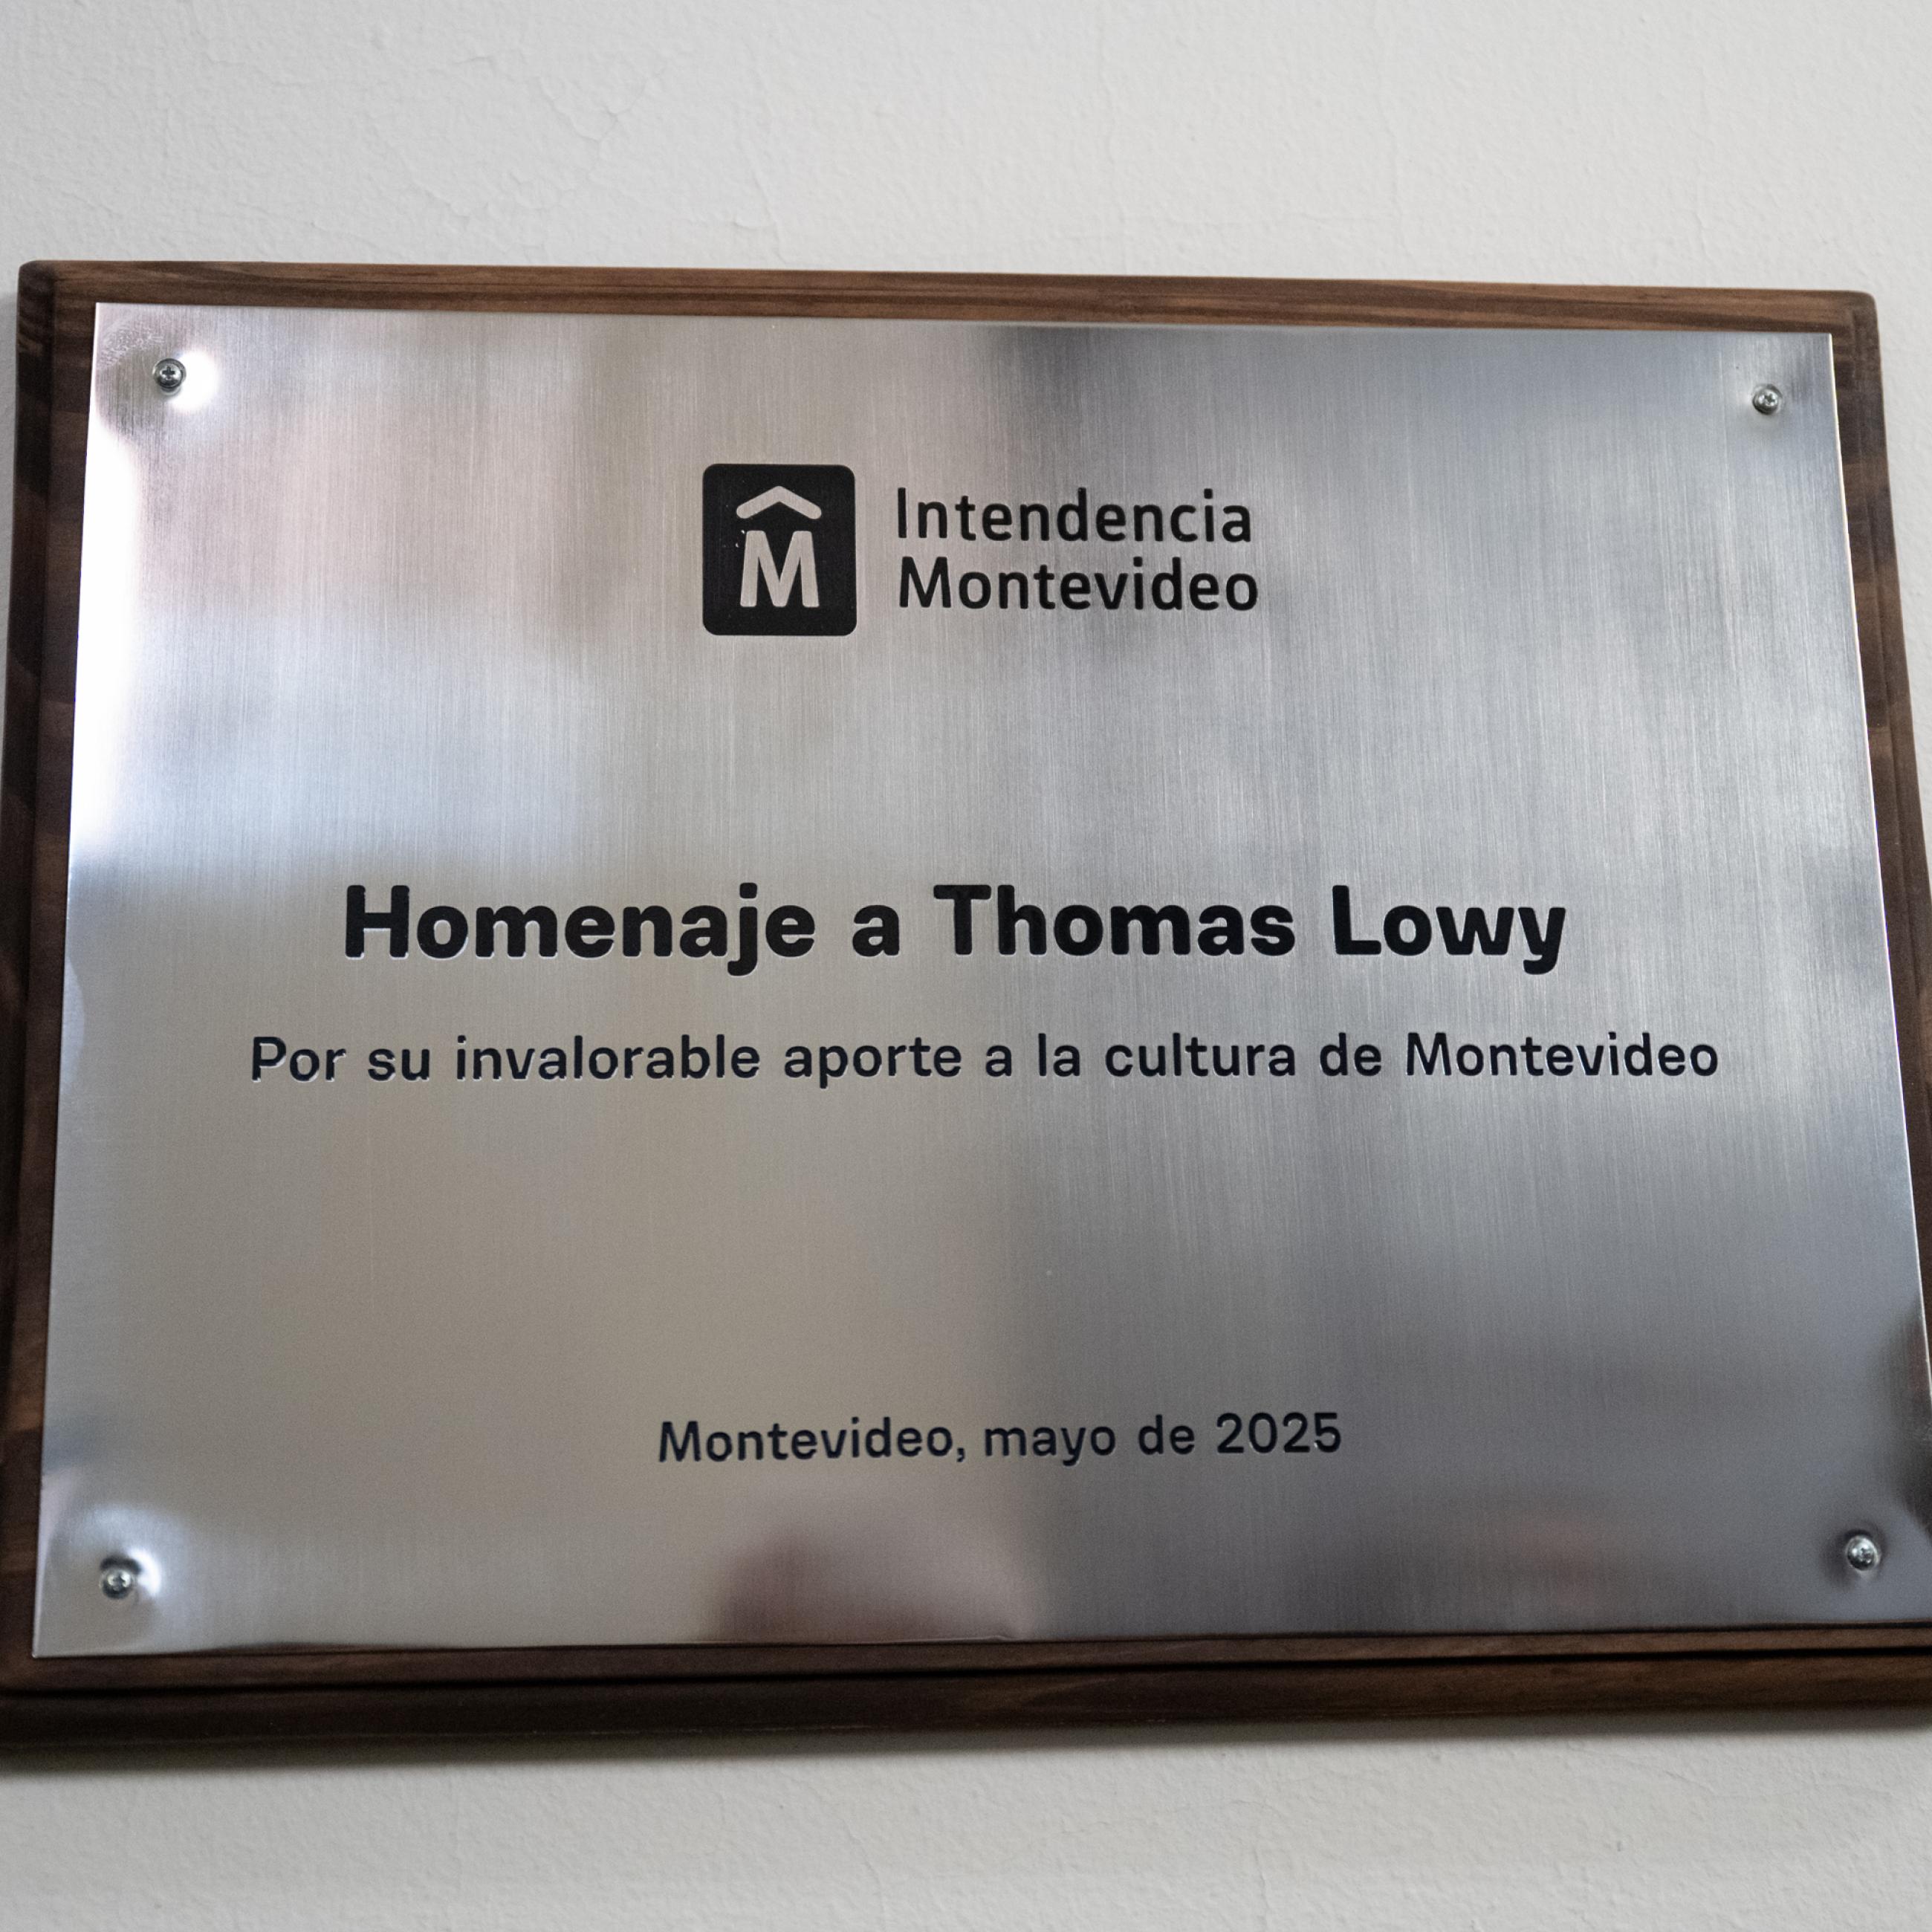 M
Intendencia
Montevideo
Homenaje a Thomas Lowy
Por su invalorable aporte a la cultura de Montevideo
Montevideo, mayo de 2025